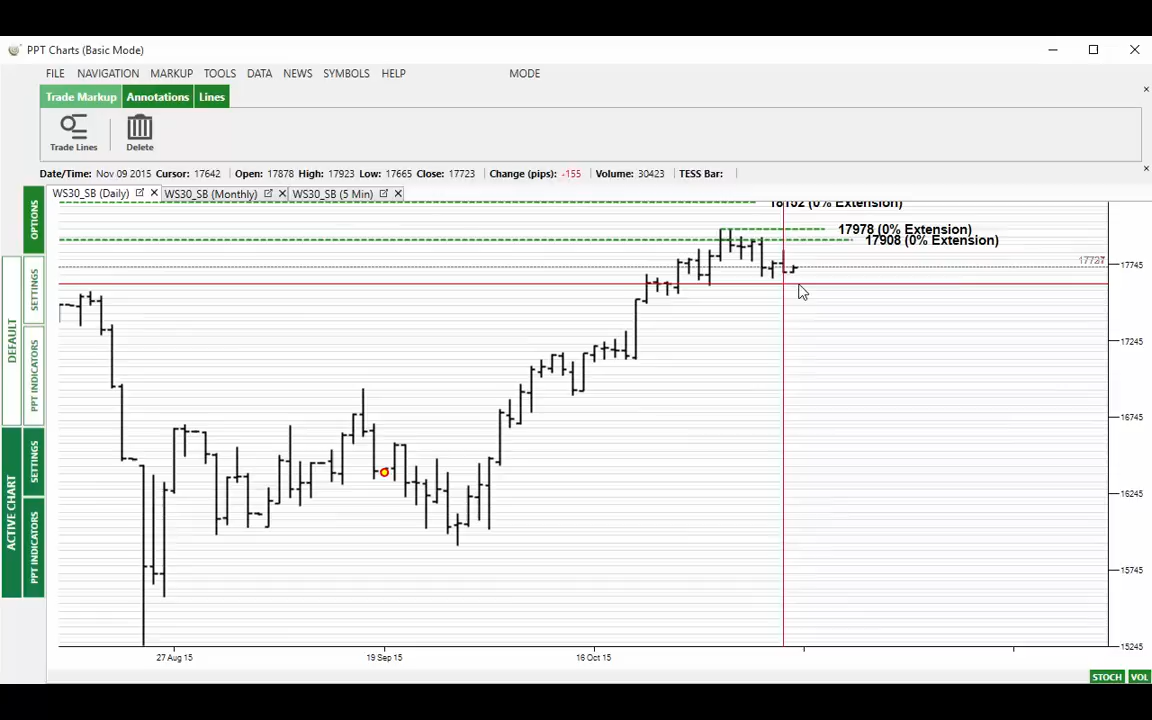 PPT Charts (Basic Mode)
FILE NAVIGATION MARKUP TOOLS DATA NEWS SYMBOLS HELP MODE
Trade Markup Annotations Lines
Trade Lines Delete
Date/Time: Nov 09 2015 Cursor: 17642 Open: 17878 High: 17923 Low: 17665 Close: 17723 Change (pips): -155 Volume: 30423 TESS Bar:
WS30_SB (Daily) WS30_SB (Monthly) WS30_SB (5 Min)
OPTIONS
DEFAULT
SETTINGS
PPT INDICATORS
ACTIVE CHART
SETTINGS
PPT INDICATORS
18152 (0% Extension)
17978 (0% Extension)
17908 (0% Extension)
17727
17745
17245
16745
16245
15745
15245
27 Aug 15 19 Sep 15 16 Oct 15
STOCH VOL